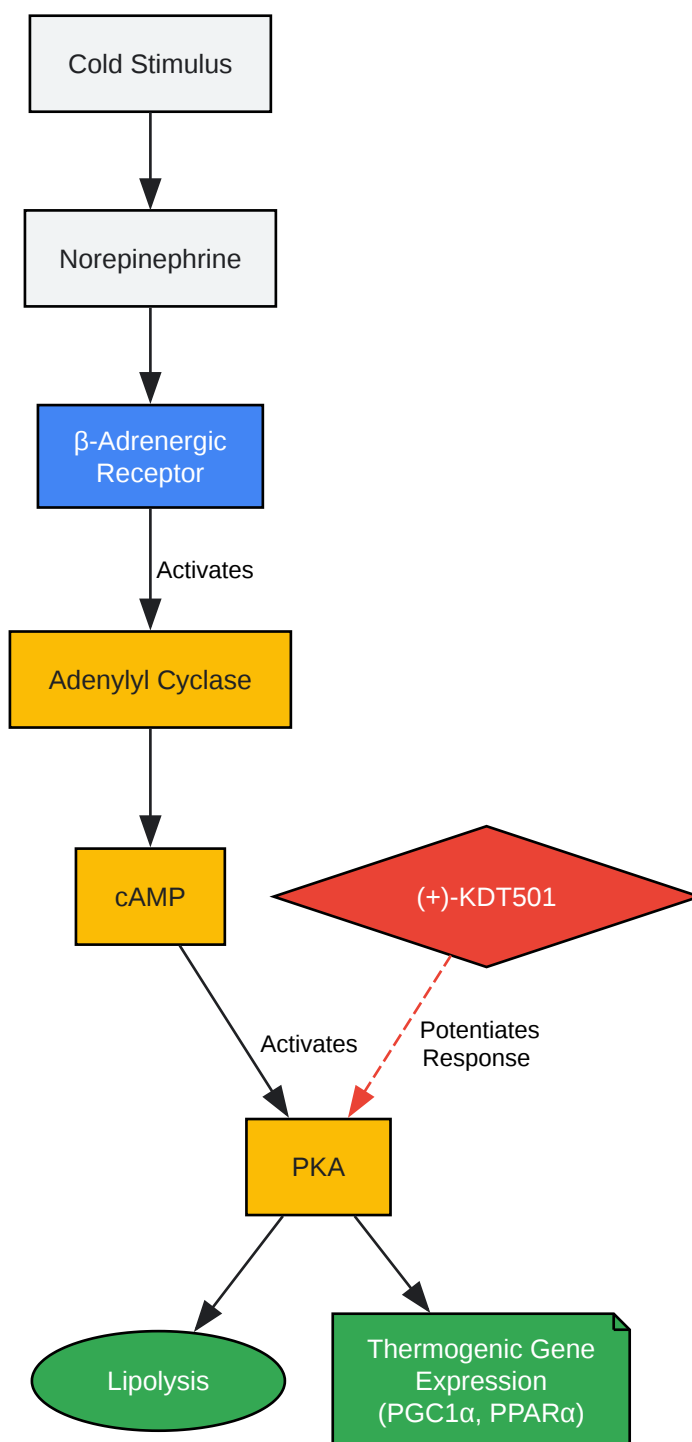 Cold Stimulus
Norepinephrine
β-Adrenergic
Receptor
Activates
Adenylyl Cyclase
cAMP
(+)-KDT501
Activates
Potentiates
Response
PKA
Lipolysis
Thermogenic Gene
Expression
(PGC1α, PPARα)